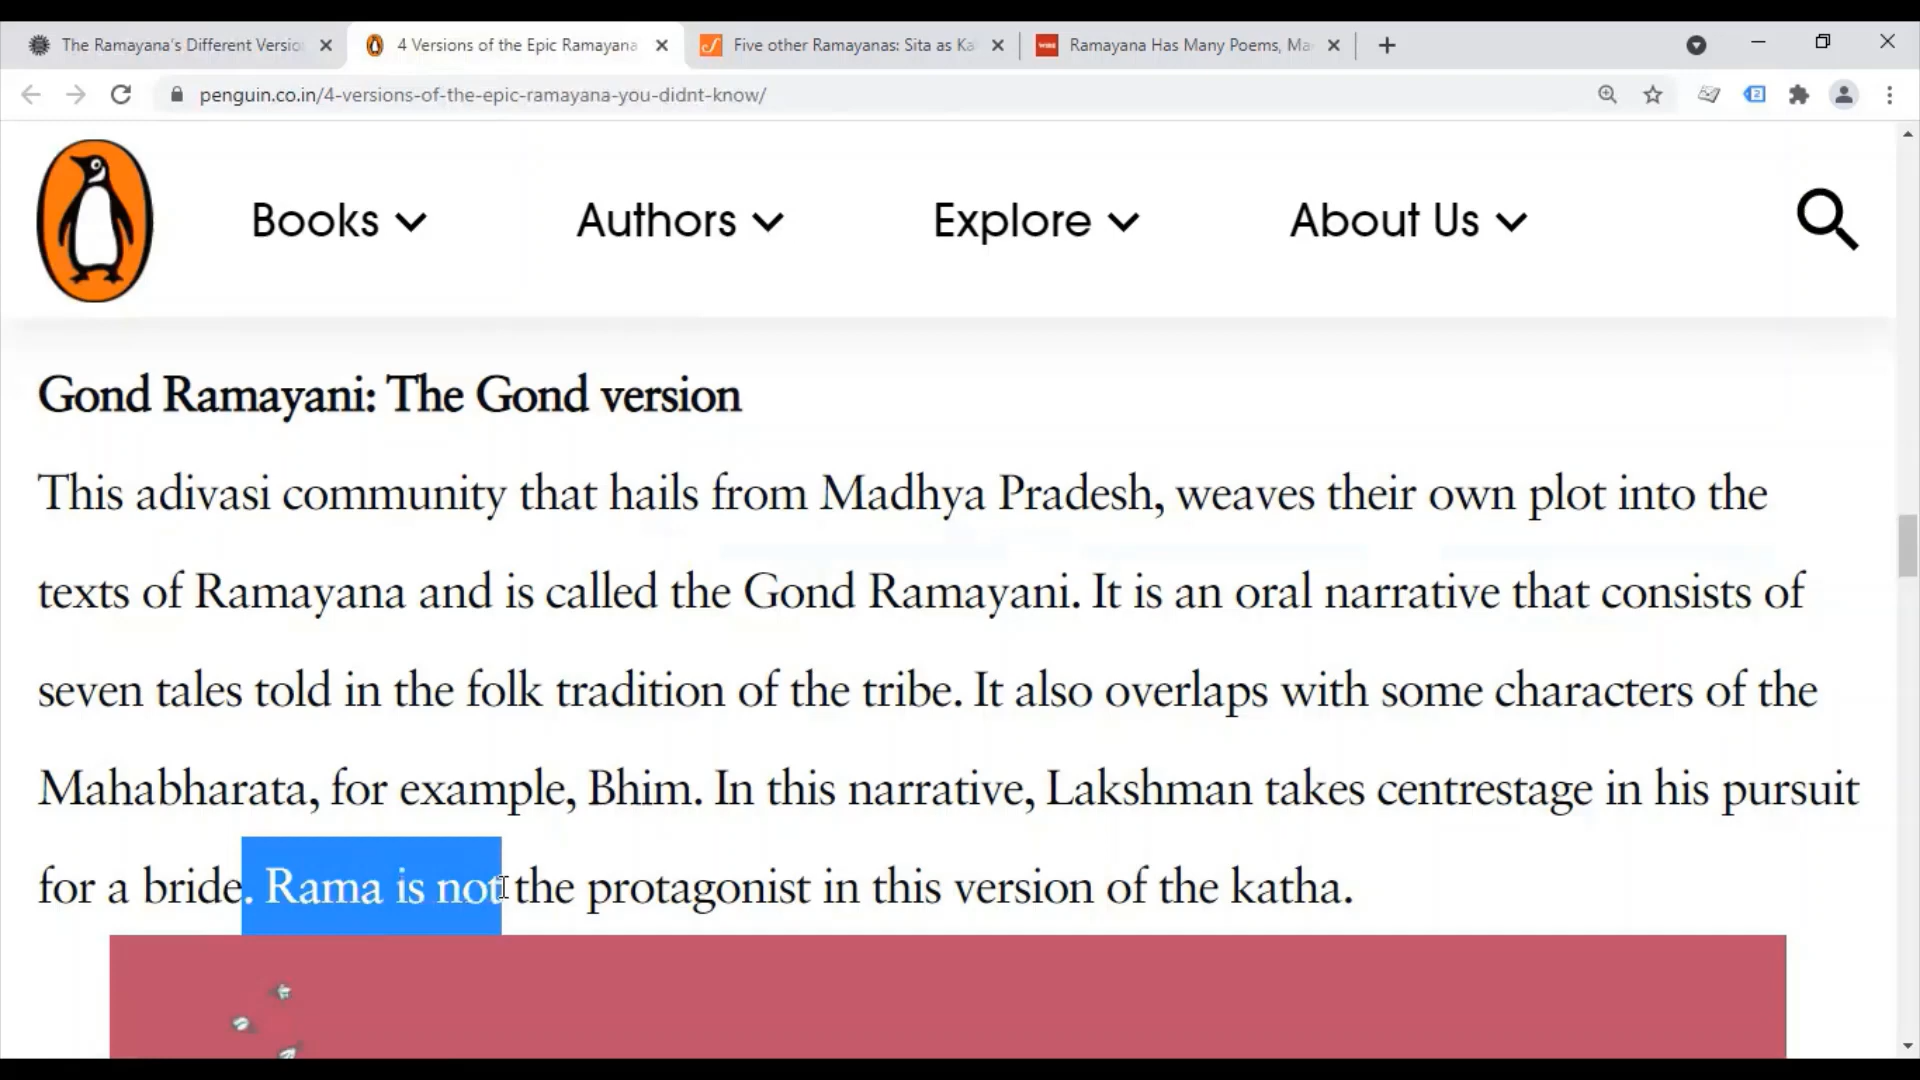 The Ramayana's Different Versio
4 Versions of the Epic Ramayana
Five other Ramayanas: Sita as Ka
WIRE
Ramayana Has Many Poems, Ma
penguin.co.in/4-versions-of-the-epic-ramayana-you-didnt-know/
2
Books
Authors
Explore
About Us
Gond Ramayani: The Gond version
This adivasi community that hails from Madhya Pradesh, weaves their own plot into the
texts of Ramayana and is called the Gond Ramayani. It is an oral narrative that consists of
seven tales told in the folk tradition of the tribe. It also overlaps with some characters of the
Mahabharata, for example, Bhim. In this narrative, Lakshman takes centrestage in his pursuit
for a bride. Rama is not the protagonist in this version of the katha.